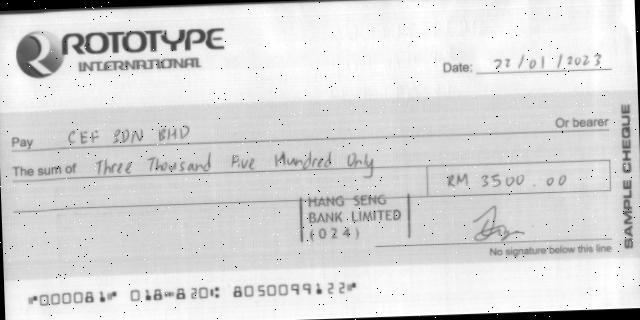 ROTOTYPE
INTERNATIONAL
Date: 22/01/2023
Pay CEF SDN BHD Or bearer
The sum of Three Thousand Five Hundred Only
RM 3500.00
HANG SENG
BANK LIMITED
(024)
No signature below this line
SAMPLE CHEQUE
⑈000081⑈ 018⑉820⑆ 8050099122⑈